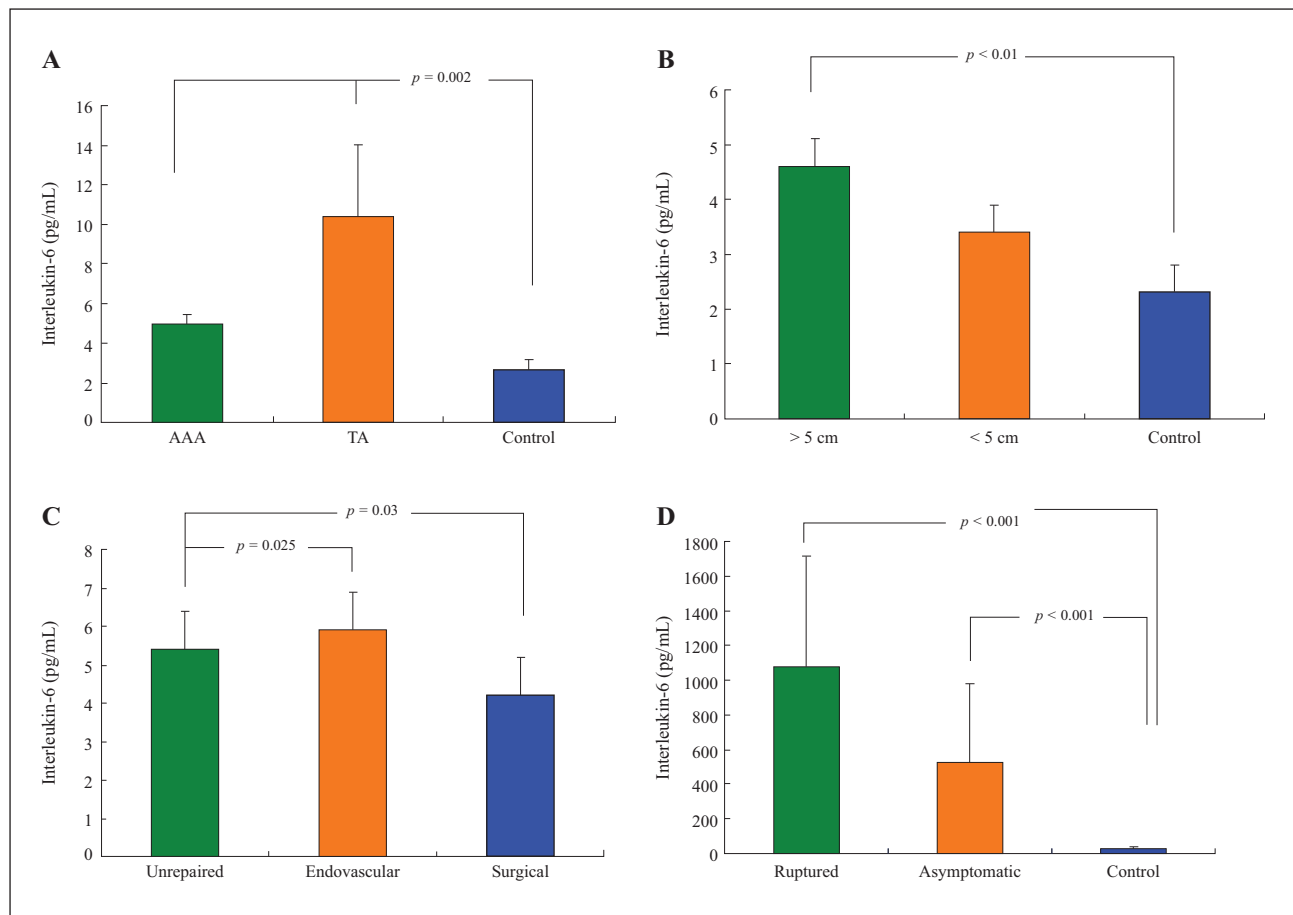 A
p = 0.002
Interleukin-6 (pg/mL)
16
14
12
10
8
6
4
2
0
AAA TA Control
B
p < 0.01
Interleukin-6 (pg/mL)
6
5
4
3
2
1
0
> 5 cm < 5 cm Control
C
p = 0.03
p = 0.025
Interleukin-6 (pg/mL)
8
7
6
5
4
3
2
1
0
Unrepaired Endovascular Surgical
D
p < 0.001
p < 0.001
Interleukin-6 (pg/mL)
1800
1600
1400
1200
1000
800
600
400
200
0
Ruptured Asymptomatic Control